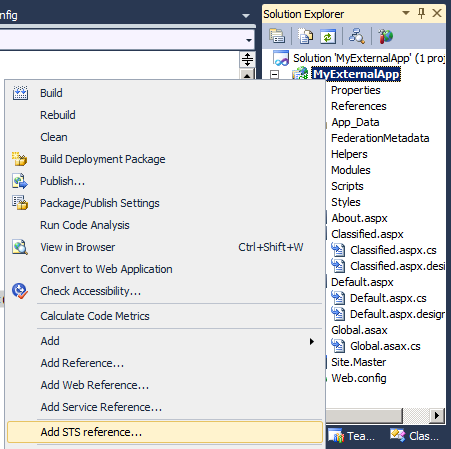 nfig
Solution Explorer
Solution 'MyExternalApp' (1 proj
MyExternalApp
Properties
References
App_Data
FederationMetadata
Helpers
Modules
Scripts
Styles
About.aspx
Classified.aspx
Classified.aspx.cs
Classified.aspx.desi
Default.aspx
Default.aspx.cs
Default.aspx.design
Global.asax
Global.asax.cs
Site.Master
Web.config
Build
Rebuild
Clean
Build Deployment Package
Publish...
Package/Publish Settings
Run Code Analysis
View in Browser Ctrl+Shift+W
Convert to Web Application
Check Accessibility...
Calculate Code Metrics
Add
Add Reference...
Add Web Reference...
Add Service Reference...
Add STS reference...
Tea... Clas...